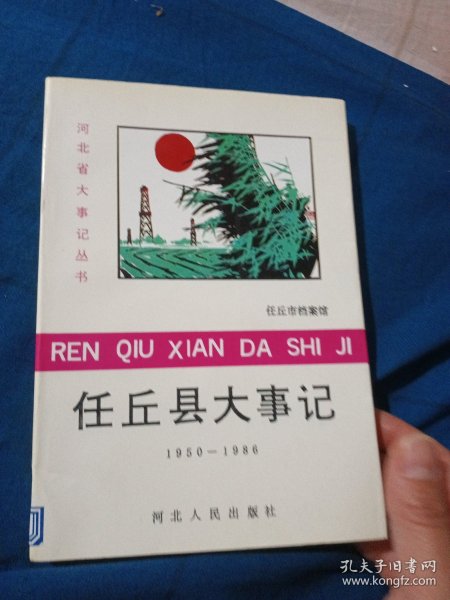 河北省大事记丛书
任丘市档案馆
REN QIU XIAN DA SHI JI
任丘县大事记
1950—1986
河北人民出版社
孔夫子旧书网
www.kongfz.com